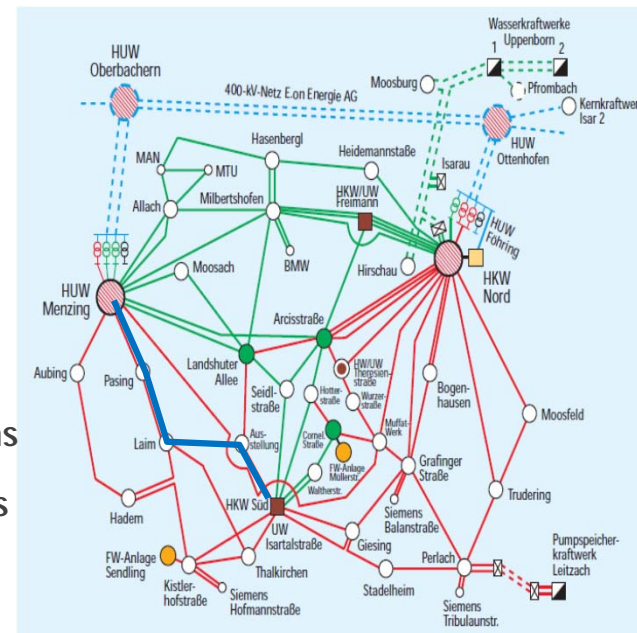 Wasserkraftwerke
Uppenborn
1 2
HUW
Oberbachern
400-kV-Netz E.on Energie AG
Moosburg
Pfrombach
Kernkraftwerk
Isar 2
HUW
Ottenhofen
Hasenbergl
Heidemannstraße
Isarau
MAN
MTU
Allach
Milbertshofen
HKW/UW
Freimann
HUW
Föhring
BMW
Hirschau
HKW
Nord
Moosach
HUW
Menzing
Arcisstraße
Landshuter
Allee
HW/UW
Theresien-
straße
Aubing
Pasing
Seidl-
straße
Hotter-
straße
Wurzer-
straße
Bogen-
hausen
Moosfeld
Laim
Aus-
stellung
Cornel.
Straße
Muffat-
Werk
FW-Anlage
Müllerstr.
Waltherstr.
Grafinger
Straße
ns
s
Hadern
HKW Süd
UW
Isartalstraße
Siemens
Balanstraße
Trudering
Giesing
FW-Anlage
Sendling
Thalkirchen
Stadelheim
Perlach
Pumpspeicher-
kraftwerk
Leitzach
Kistler-
hofstraße
Siemens
Hofmannstraße
Siemens
Tribulaunstr.